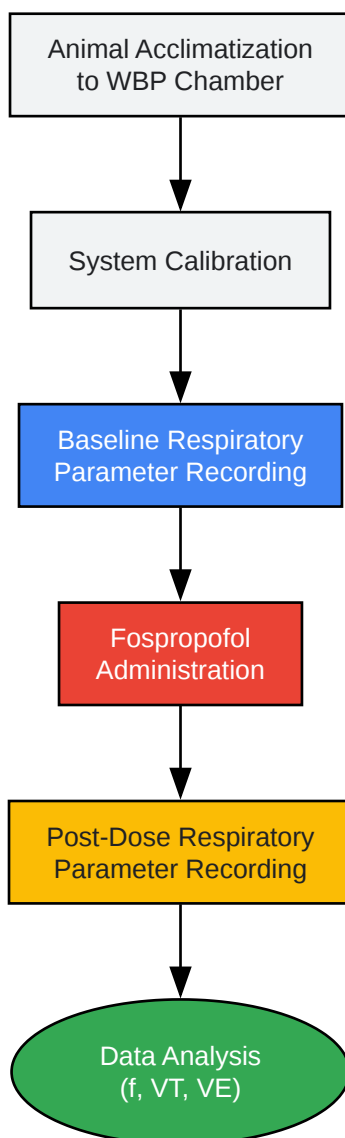 Animal Acclimatization
to WBP Chamber
System Calibration
Baseline Respiratory
Parameter Recording
Fospropofol
Administration
Post-Dose Respiratory
Parameter Recording
Data Analysis
(f, VT, VE)